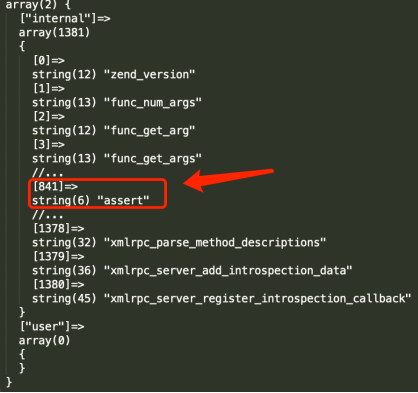 array(2) {
["internal"]=>
array(1381)
{
[0]=>
string(12) "zend_version"
[1]=>
string(13) "func_num_args"
[2]=>
string(12) "func_get_arg"
[3]=>
string(13) "func_get_args"
//...
[841]=>
string(6) "assert"
//...
[1378]=>
string(32) "xmlrpc_parse_method_descriptions"
[1379]=>
string(36) "xmlrpc_server_add_introspection_data"
[1380]=>
string(45) "xmlrpc_server_register_introspection_callback"
}
["user"]=>
array(0)
{
}
}